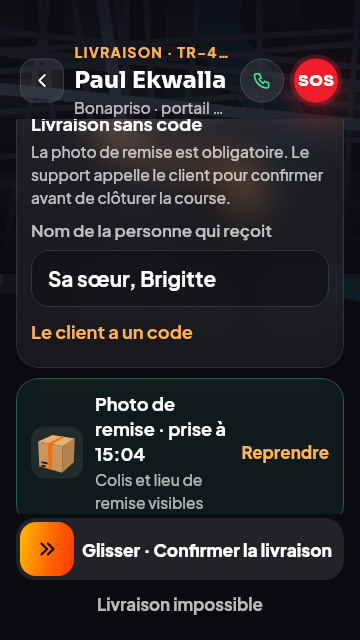 LIVRAISON · TR-4…
Paul Ekwalla
SOS
Bonapriso · portail …
Livraison sans code
La photo de remise est obligatoire. Le
support appelle le client pour confirmer
avant de clôturer la course.
Nom de la personne qui reçoit
Sa sœur, Brigitte
Le client a un code
Photo de
remise · prise à
15:04
Reprendre
Colis et lieu de
remise visibles
Glisser · Confirmer la livraison
Livraison impossible